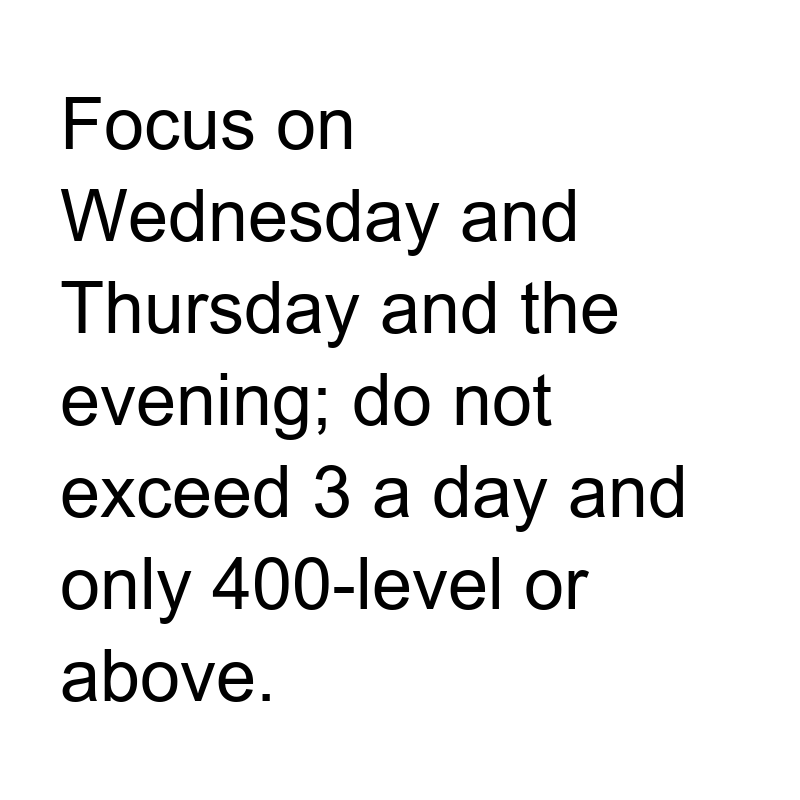 Focus on
Wednesday and
Thursday and the
evening; do not
exceed 3 a day and
only 400-level or
above.